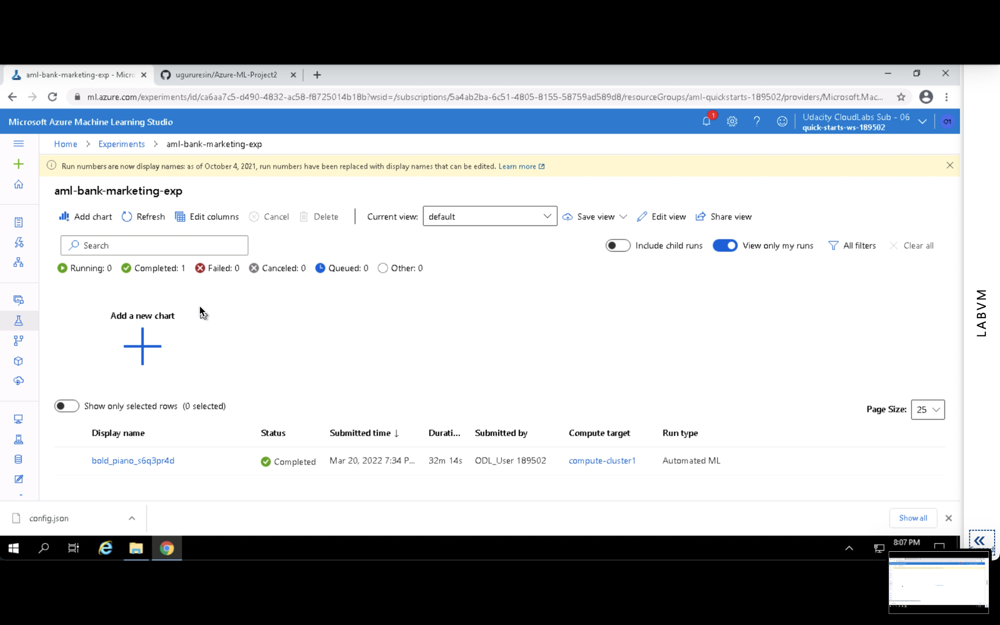 aml-bank-marketing-exp - Micro
ugururesin/Azure-ML-Project2
ml.azure.com/experiments/id/ca6aa7c5-d490-4832-ac58-f8725014b18b?wsid=/subscriptions/5a4ab2ba-6c51-4805-8155-58759ad589d8/resourceGroups/aml-quickstarts-189502/providers/Microsoft.Mac...
Microsoft Azure Machine Learning Studio
1
Udacity CloudLabs Sub - 06
quick-starts-ws-189502
O1
Home > Experiments > aml-bank-marketing-exp
Run numbers are now display names: as of October 4, 2021, run numbers have been replaced with display names that can be edited. Learn more
aml-bank-marketing-exp
Add chart Refresh Edit columns Cancel Delete Current view: default Save view Edit view Share view
Search
Include child runs View only my runs All filters Clear all
Running: 0 Completed: 1 Failed: 0 Canceled: 0 Queued: 0 Other: 0
Add a new chart
LABVM
Show only selected rows (0 selected)
Page Size: 25
Display name Status Submitted time ↓ Durati... Submitted by Compute target Run type
bold_piano_s6q3pr4d Completed Mar 20, 2022 7:34 P... 32m 14s ODL_User 189502 compute-cluster1 Automated ML
config.json
Show all
8:07 PM